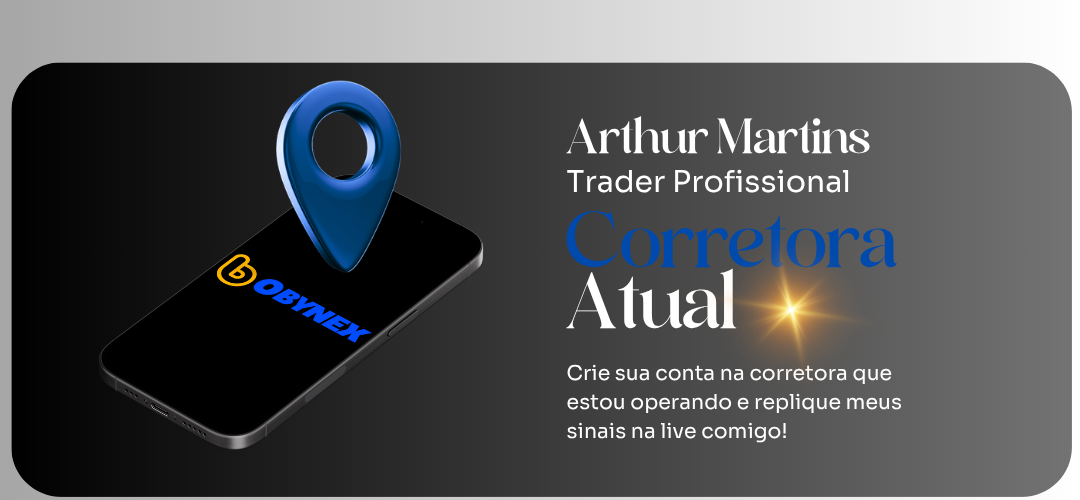 OBYNEX
Arthur Martins
Trader Profissional
Corretora
Atual
Crie sua conta na corretora que
estou operando e replique meus
sinais na live comigo!